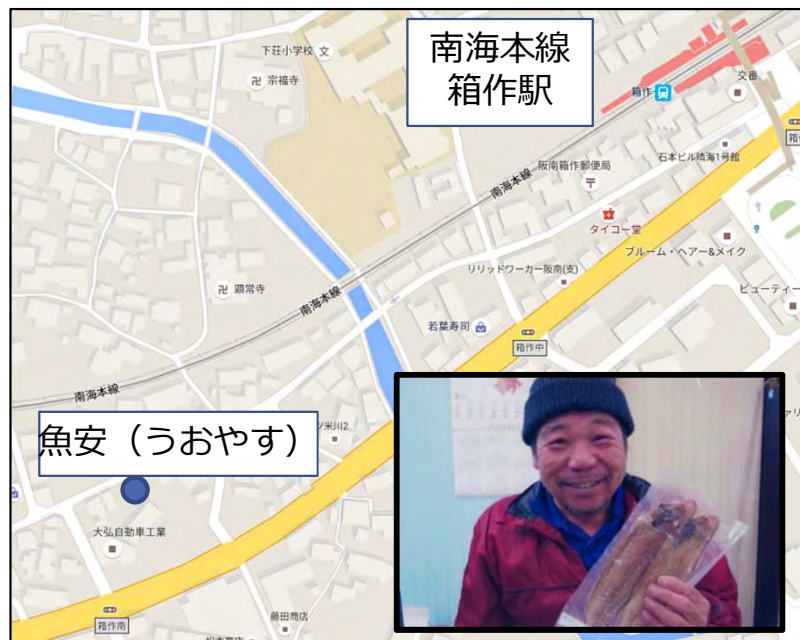 南海本線
箱作駅
下荘小学校
宗福寺
箱作
交番
石本ビル晴海1号館
阪南箱作郵便局
タイコー堂
南海本線
ブルーム・ヘアー&メイク
リリッドワーカー阪南(支)
顕常寺
南海本線
ビューティー
若葉寿司
箱作中
南海本線
魚安（うおやす）
米川2
大弘自動車工業
箱作南
藤田商店